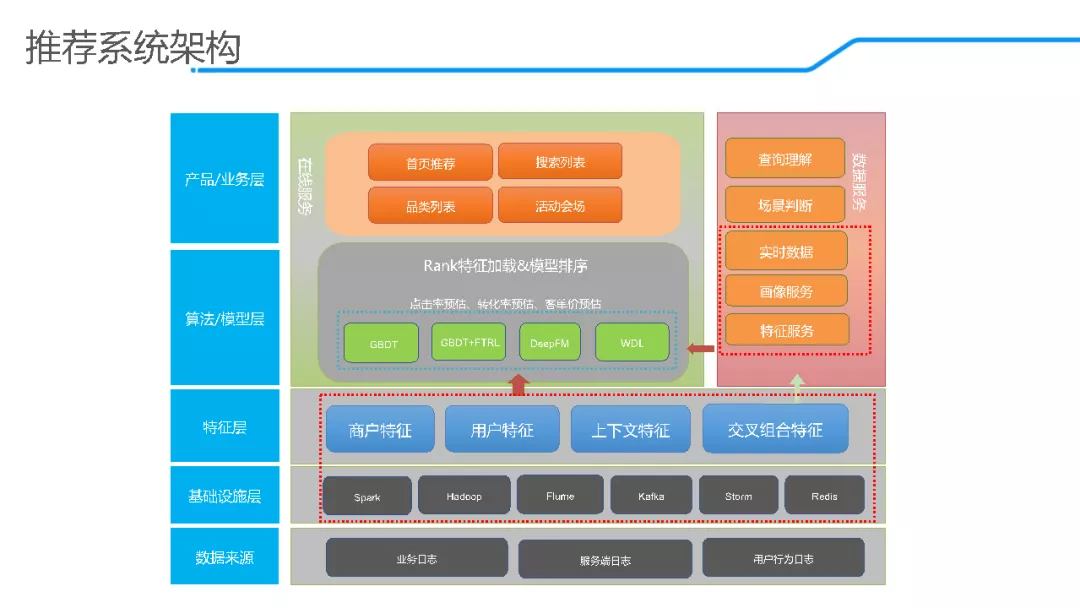 推荐系统架构
产品/业务层
在线服务
首页推荐
搜索列表
品类列表
活动会场
查询理解
场景判断
数据服务
实时数据
画像服务
特征服务
算法/模型层
Rank特征加载&模型排序
点击率预估、转化率预估、客单价预估
GBDT
GBDT+FTRL
DeepFM
WDL
特征层
商户特征
用户特征
上下文特征
交叉组合特征
基础设施层
Spark
Hadoop
Flume
Kafka
Storm
Redis
数据来源
业务日志
服务端日志
用户行为日志